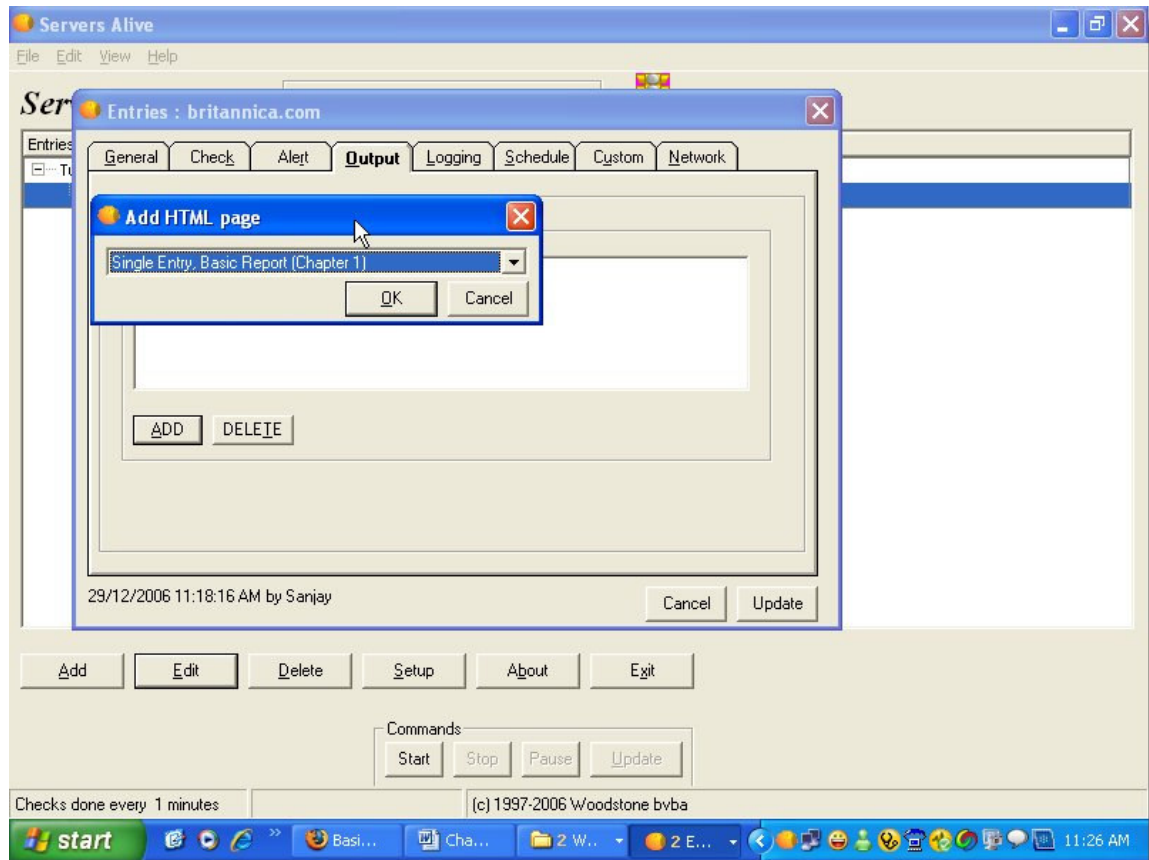 Servers Alive
File Edit View Help
Ser
Entries : britannica.com
Entries
General Check Alert Output Logging Schedule Custom Network
Add HTML page
Single Entry, Basic Report (Chapter 1)
OK Cancel
ADD DELETE
29/12/2006 11:18:16 AM by Sanjay
Cancel Update
Add Edit Delete Setup About Exit
Commands
Start Stop Pause Update
Checks done every 1 minutes (c) 1997-2006 Woodstone bvba
start Basi... Cha... 2 W... 2 E... 11:26 AM